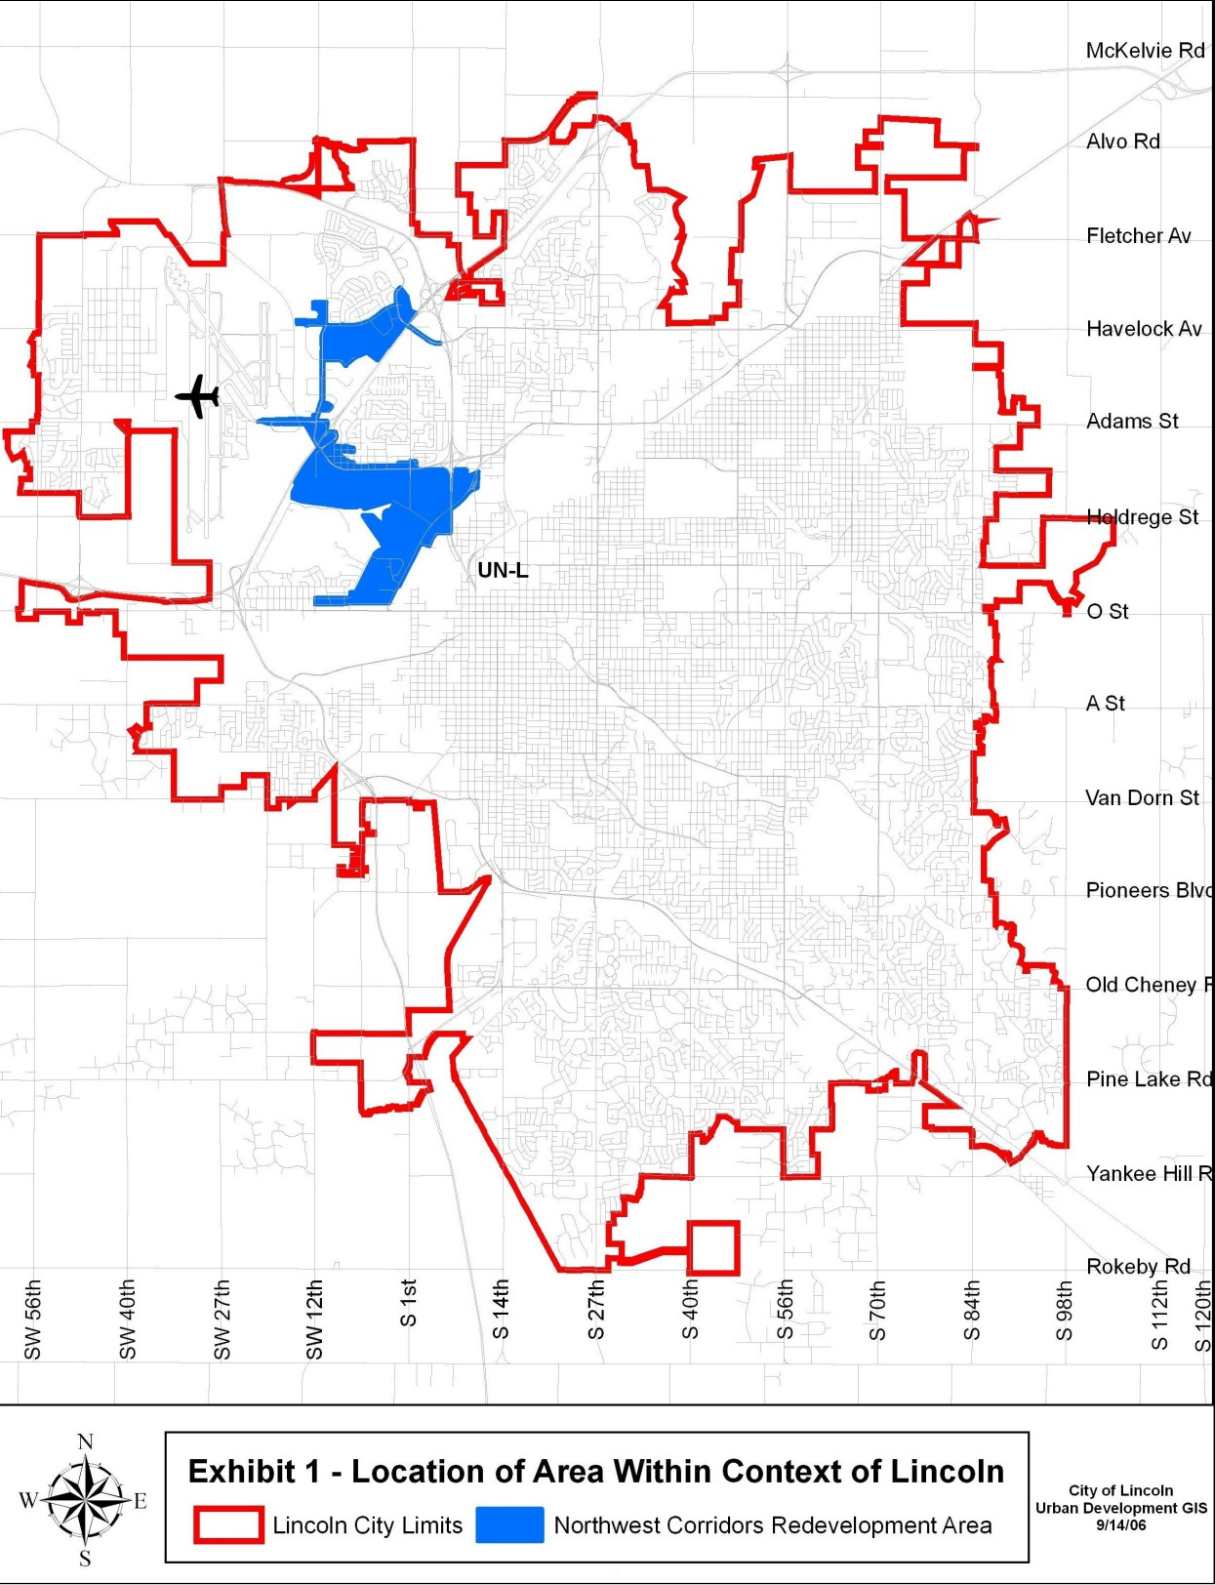 McKelvie Rd
Alvo Rd
Fletcher Av
Havelock Av
Adams St
Holdrege St
UN-L
O St
A St
Van Dorn St
Pioneers Blvd
Old Cheney R
Pine Lake Rd
Yankee Hill R
Rokeby Rd
SW 56th
SW 40th
SW 27th
SW 12th
S 1st
S 14th
S 27th
S 40th
S 56th
S 70th
S 84th
S 98th
S 112th
S 120th
N
W
E
S
Exhibit 1 - Location of Area Within Context of Lincoln
Lincoln City Limits
Northwest Corridors Redevelopment Area
City of Lincoln
Urban Development GIS
9/14/06